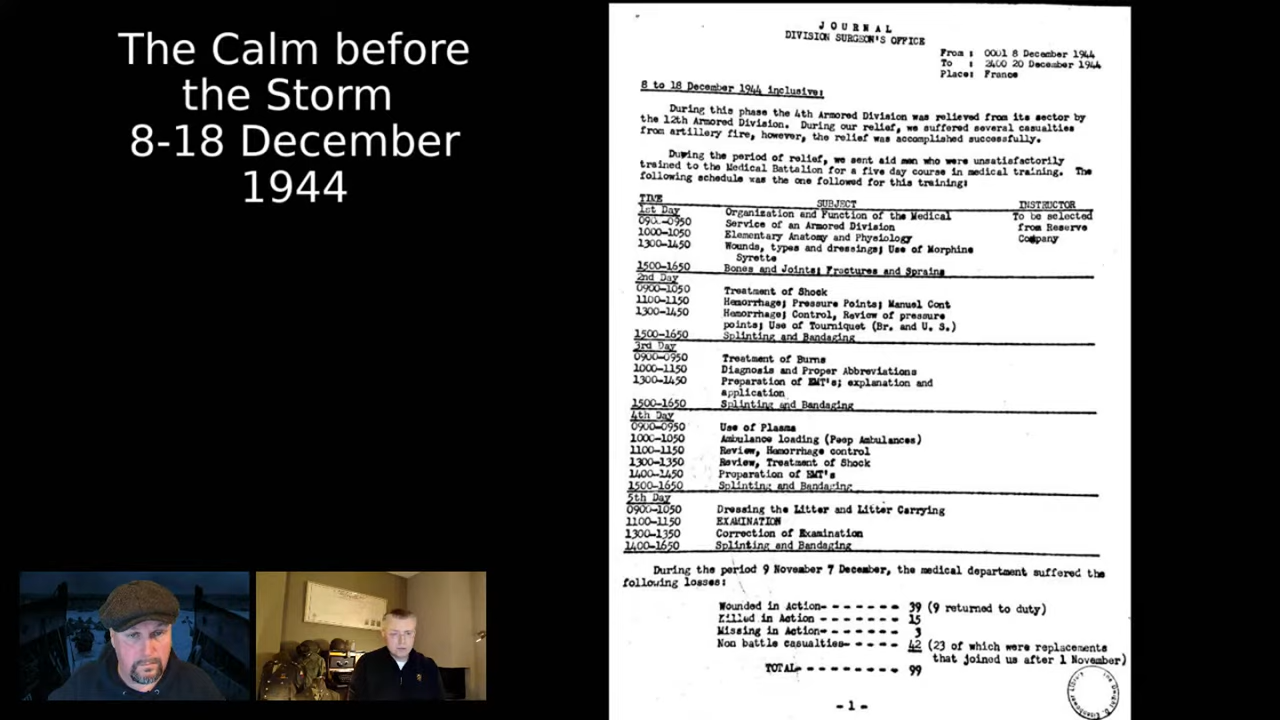 The Calm before
the Storm
8-18 December
1944
JOURNAL
DIVISION SURGEON'S OFFICE
From : 0001 8 December 1944
To : 2400 20 December 1944
Place: France
8 to 18 December 1944 inclusive:
During this phase the 4th Armored Division was relieved from its sector by
the 12th Armored Division. During our relief, we suffered several casualties
from artillery fire, however, the relief was accomplished successfully.
During the period of relief, we sent aid men who were unsatisfactorily
trained to the Medical Battalion for a five day course in medical training. The
following schedule was the one followed for this training:
TIME SUBJECT INSTRUCTOR
1st Day Organization and Function of the Medical To be selected
0900-0950 Service of an Armored Division from Reserve
1000-1050 Elementary Anatomy and Physiology Company
1300-1450 Wounds, types and dressings; Use of Morphine
Syrette
1500-1650 Bones and Joints; Fractures and Sprains
2nd Day
0900-1050 Treatment of Shock
1100-1150 Hemorrhage; Pressure Points; Manuel Cont
1300-1450 Hemorrhage; Control, Review of pressure
points; Use of Tourniquet (Br. and U. S.)
1500-1650 Splinting and Bandaging
3rd Day
0900-0950 Treatment of Burns
1000-1150 Diagnosis and Proper Abbreviations
1300-1450 Preparation of EMT's; explanation and
application
1500-1650 Splinting and Bandaging
4th Day
0900-0950 Use of Plasma
1000-1050 Ambulance loading (Peep Ambulances)
1100-1150 Review, Hemorrhage control
1300-1350 Review, Treatment of Shock
1400-1450 Preparation of EMT's
1500-1650 Splinting and Bandaging
5th Day
0900-1050 Dressing the Litter and Litter Carrying
1100-1150 EXAMINATION
1300-1350 Correction of Examination
1400-1650 Splinting and Bandaging
During the period 9 November 7 December, the medical department suffered the
following losses:
Wounded in Action- - - - - - - - 39 (9 returned to duty)
Killed in Action - - - - - - - - 15
Missing in Action- - - - - - - - 3
Non battle casualties- - - - - - 42 (23 of which were replacements
that joined us after 1 November)
TOTAL- - - - - - - - - 99
- 1 -